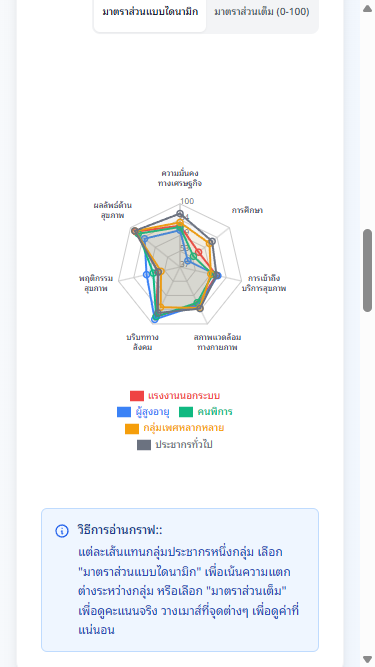 มาตราส่วนแบบไดนามิก มาตราส่วนเต็ม (0-100)
ความมั่นคง
ทางเศรษฐกิจ
100
การศึกษา
การเข้าถึง
บริการสุขภาพ
สภาพแวดล้อม
ทางกายภาพ
บริบททาง
สังคม
พฤติกรรม
สุขภาพ
ผลลัพธ์ด้าน
สุขภาพ
แรงงานนอกระบบ
ผู้สูงอายุ คนพิการ
กลุ่มเพศหลากหลาย
ประชากรทั่วไป
วิธีการอ่านกราฟ::
แต่ละเส้นแทนกลุ่มประชากรหนึ่งกลุ่ม เลือก
"มาตราส่วนแบบไดนามิก" เพื่อเน้นความแตก
ต่างระหว่างกลุ่ม หรือเลือก "มาตราส่วนเต็ม"
เพื่อดูคะแนนจริง วางเมาส์ที่จุดต่างๆ เพื่อดูค่าที่
แน่นอน